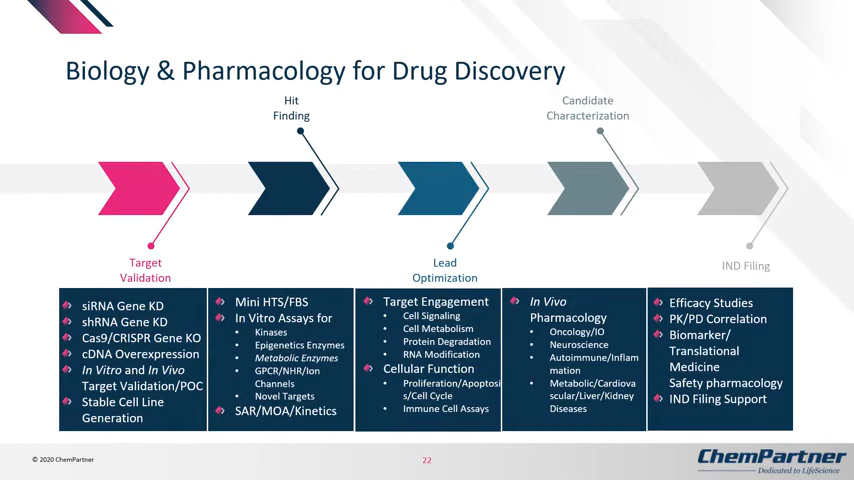 Biology & Pharmacology for Drug Discovery
Hit
Finding
Candidate
Characterization
Target
Validation
Lead
Optimization
IND Filing
siRNA Gene KD
shRNA Gene KD
Cas9/CRISPR Gene KO
cDNA Overexpression
In Vitro and In Vivo
Target Validation/POC
Stable Cell Line
Generation
Mini HTS/FBS
In Vitro Assays for
Kinases
Epigenetics Enzymes
Metabolic Enzymes
GPCR/NHR/Ion
Channels
Novel Targets
SAR/MOA/Kinetics
Target Engagement
Cell Signaling
Cell Metabolism
Protein Degradation
RNA Modification
Cellular Function
Proliferation/Apoptosi
s/Cell Cycle
Immune Cell Assays
In Vivo
Pharmacology
Oncology/IO
Neuroscience
Autoimmune/Inflam
mation
Metabolic/Cardiova
scular/Liver/Kidney
Diseases
Efficacy Studies
PK/PD Correlation
Biomarker/
Translational
Medicine
Safety pharmacology
IND Filing Support
© 2020 ChemPartner
22
ChemPartner
Dedicated to LifeScience